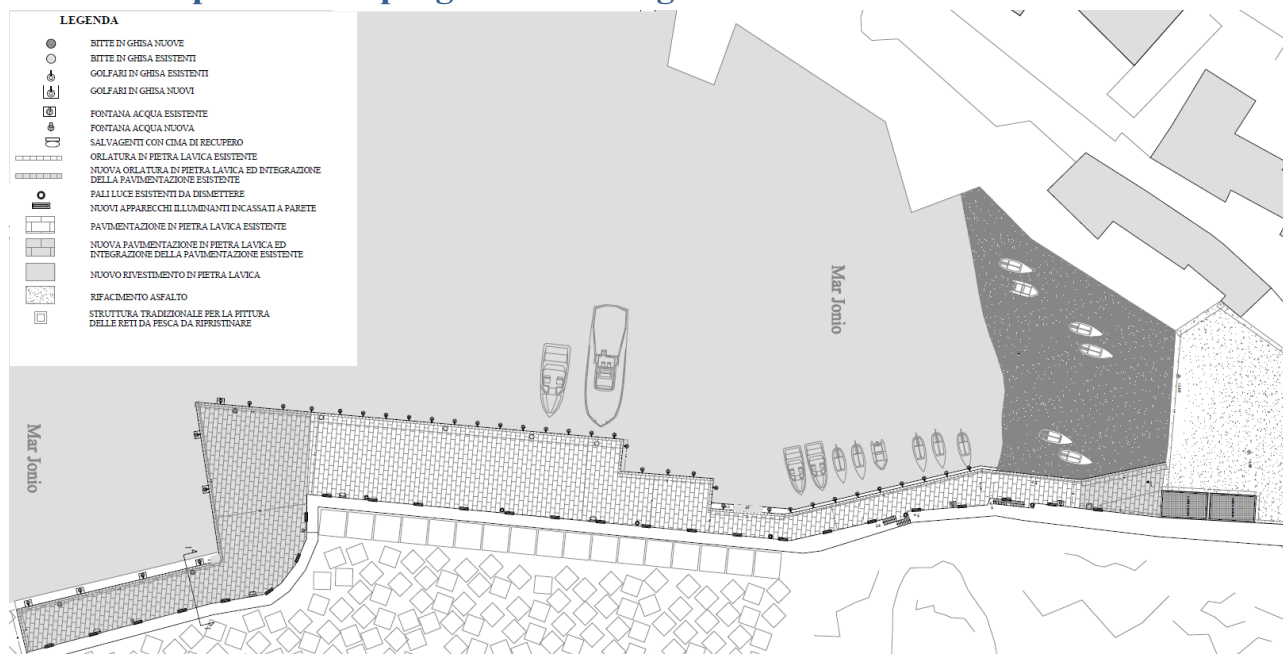 LEGENDA
BITTE IN GHISA NUOVE
BITTE IN GHISA ESISTENTI
GOLFARI IN GHISA ESISTENTI
GOLFARI IN GHISA NUOVI
FONTANA ACQUA ESISTENTE
FONTANA ACQUA NUOVA
SALVAGENTI CON CIMA DI RECUPERO
ORLATURA IN PIETRA LAVICA ESISTENTE
NUOVA ORLATURA IN PIETRA LAVICA ED INTEGRAZIONE
DELLA PAVIMENTAZIONE ESISTENTE
PALI LUCE ESISTENTI DA DISMETTERE
NUOVI APPARECCHI ILLUMINANTI INCASSATI A PARETE
PAVIMENTAZIONE IN PIETRA LAVICA ESISTENTE
NUOVA PAVIMENTAZIONE IN PIETRA LAVICA ED
INTEGRAZIONE DELLA PAVIMENTAZIONE ESISTENTE
NUOVO RIVESTIMENTO IN PIETRA LAVICA
RIFACIMENTO ASFALTO
STRUTTURA TRADIZIONALE PER LA PITTURA
DELLE RETI DA PESCA DA RIPRISTINARE
Mar Jonio
Mar Jonio